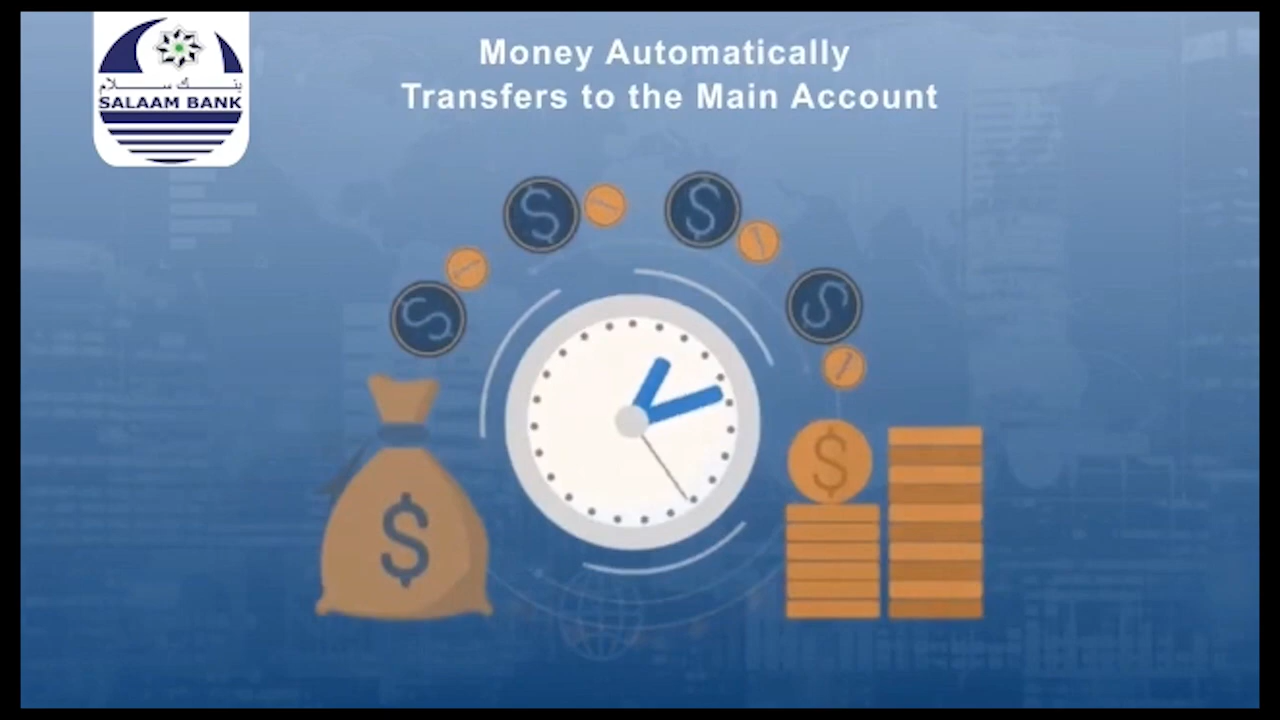 Money Automatically
Transfers to the Main Account
بنك سلام
SALAAM BANK
$
$
$
$
$
$